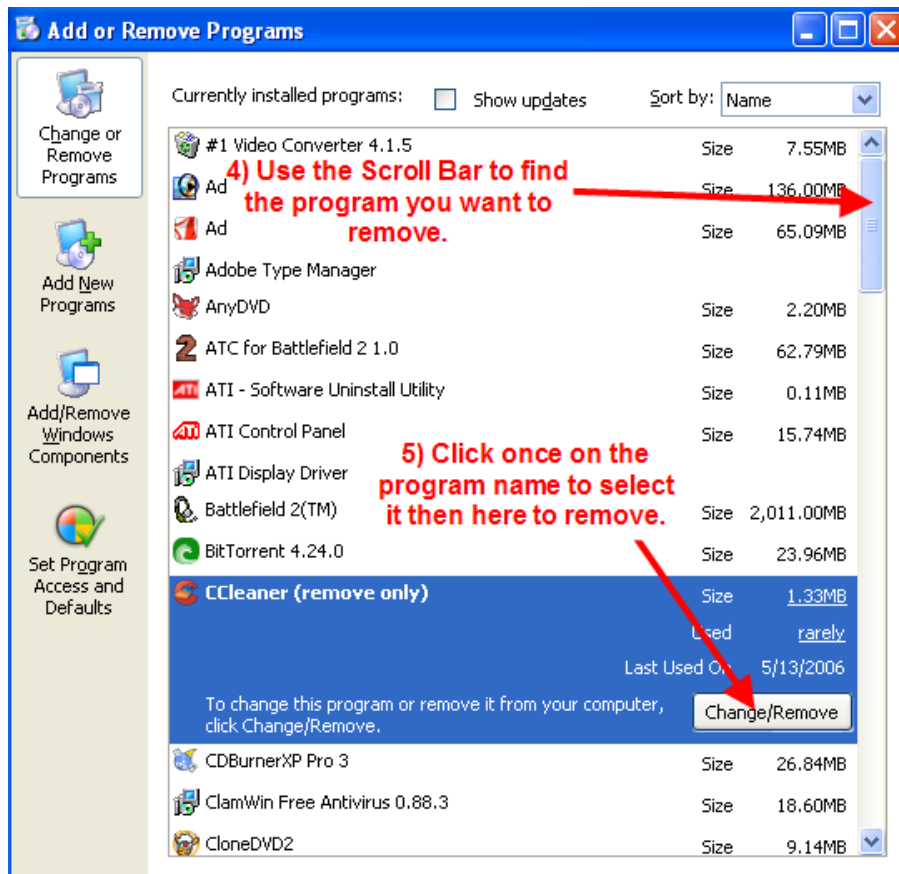 Add or Remove Programs
Change or
Remove
Programs
Add New
Programs
Add/Remove
Windows
Components
Set Program
Access and
Defaults
Currently installed programs: Show updates Sort by: Name
#1 Video Converter 4.1.5 Size 7.55MB
4) Use the Scroll Bar to find
the program you want to
remove.
Ad Size 136.00MB
Ad Size 65.09MB
Adobe Type Manager
AnyDVD Size 2.20MB
2 ATC for Battlefield 2 1.0 Size 62.79MB
ATI ATI - Software Uninstall Utility Size 0.11MB
ATI Control Panel Size 15.74MB
5) Click once on the
program name to select
it then here to remove.
ATI Display Driver
Battlefield 2(TM) Size 2,011.00MB
BitTorrent 4.24.0 Size 23.96MB
CCleaner (remove only) Size 1.33MB
Used rarely
Last Used On 5/13/2006
To change this program or remove it from your computer,
click Change/Remove.
Change/Remove
CDBurnerXP Pro 3 Size 26.84MB
ClamWin Free Antivirus 0.88.3 Size 18.60MB
CloneDVD2 Size 9.14MB